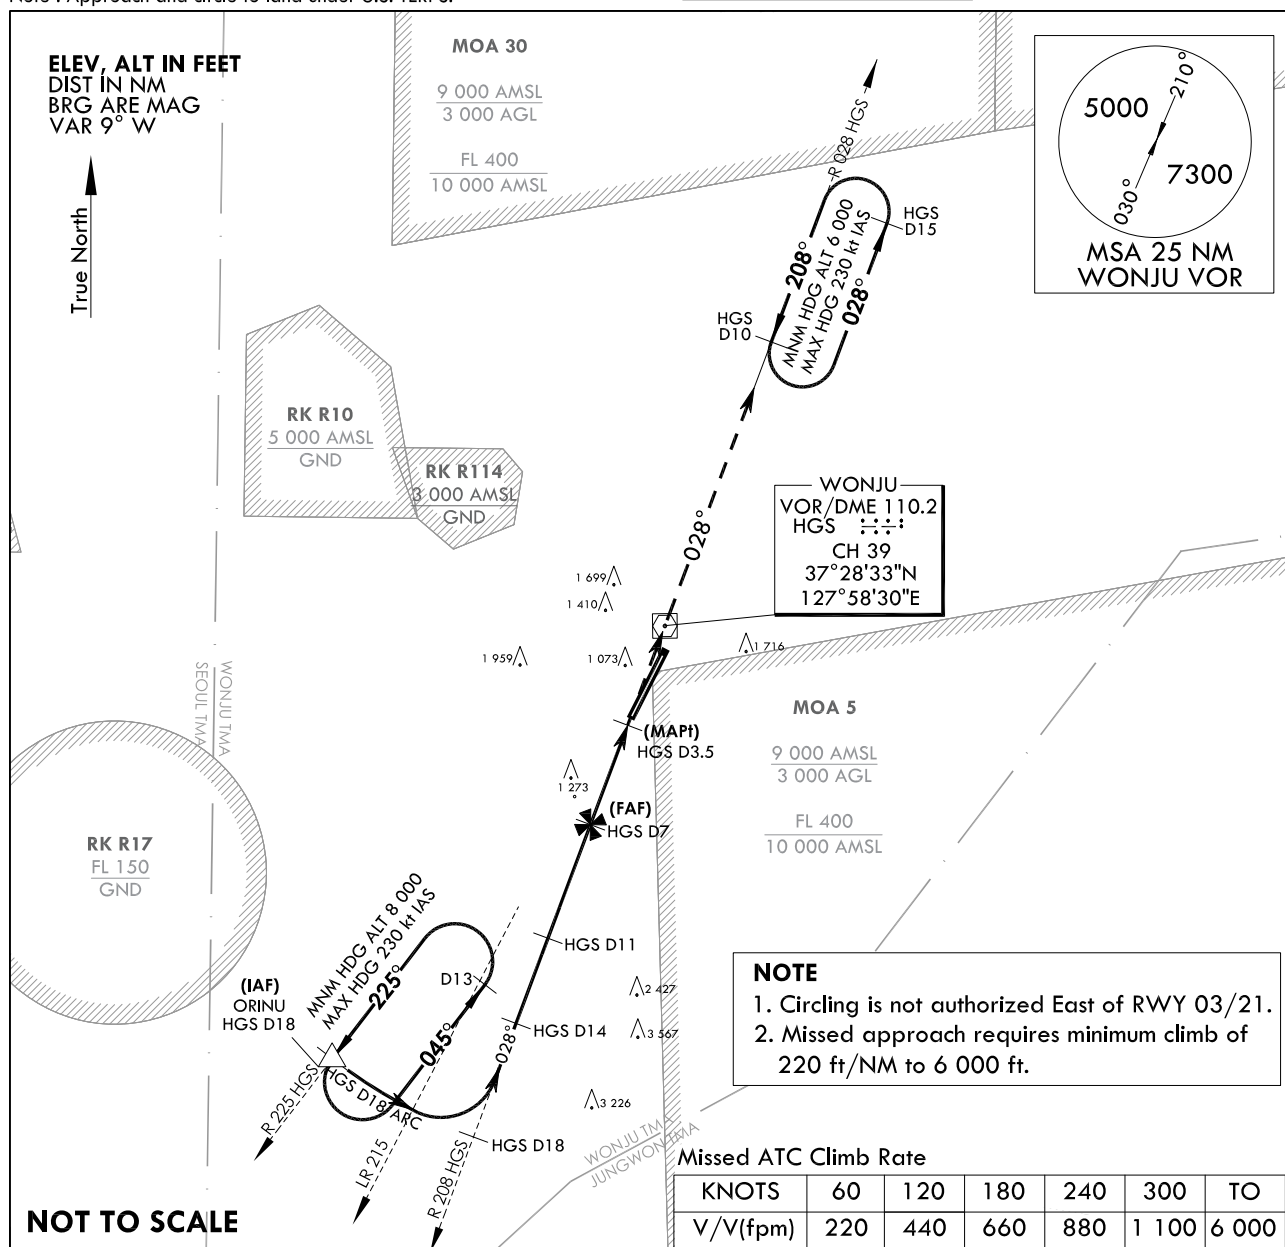 ELEV, ALT IN FEET
DIST IN NM
BRG ARE MAG
VAR 9° W
True North
MOA 30
9 000 AMSL
3 000 AGL
FL 400
10 000 AMSL
R 028 HGS
5000
210°
7300
030°
MSA 25 NM
WONJU VOR
HGS
D15
208°
MNM HDG ALT 6 000
MAX HDG 230 kt IAS
028°
HGS
D10
RK R10
5 000 AMSL
GND
RK R114
3 000 AMSL
GND
028°
WONJU
VOR/DME 110.2
HGS
CH 39
37°28'33"N
127°58'30"E
1 699
1 410
1 959
1 073
1 716
WONJU TMA
SEOUL TMA
(MAPt)
HGS D3.5
MOA 5
9 000 AMSL
3 000 AGL
FL 400
10 000 AMSL
1 273
(FAF)
HGS D7
RK R17
FL 150
GND
MNM HDG ALT 8 000
MAX HDG 230 kt IAS
225°
HGS D11
D13
(IAF)
ORINU
HGS D18
045°
028°
HGS D14
2 427
3 567
3 226
HGS D18 ARC
R 225 HGS
LR 215
R 208 HGS
HGS D18
WONJU TMA
JUNGWON TMA
NOTE
1. Circling is not authorized East of RWY 03/21.
2. Missed approach requires minimum climb of
220 ft/NM to 6 000 ft.
Missed ATC Climb Rate
KNOTS 60 120 180 240 300 TO
V/V(fpm) 220 440 660 880 1 100 6 000
NOT TO SCALE